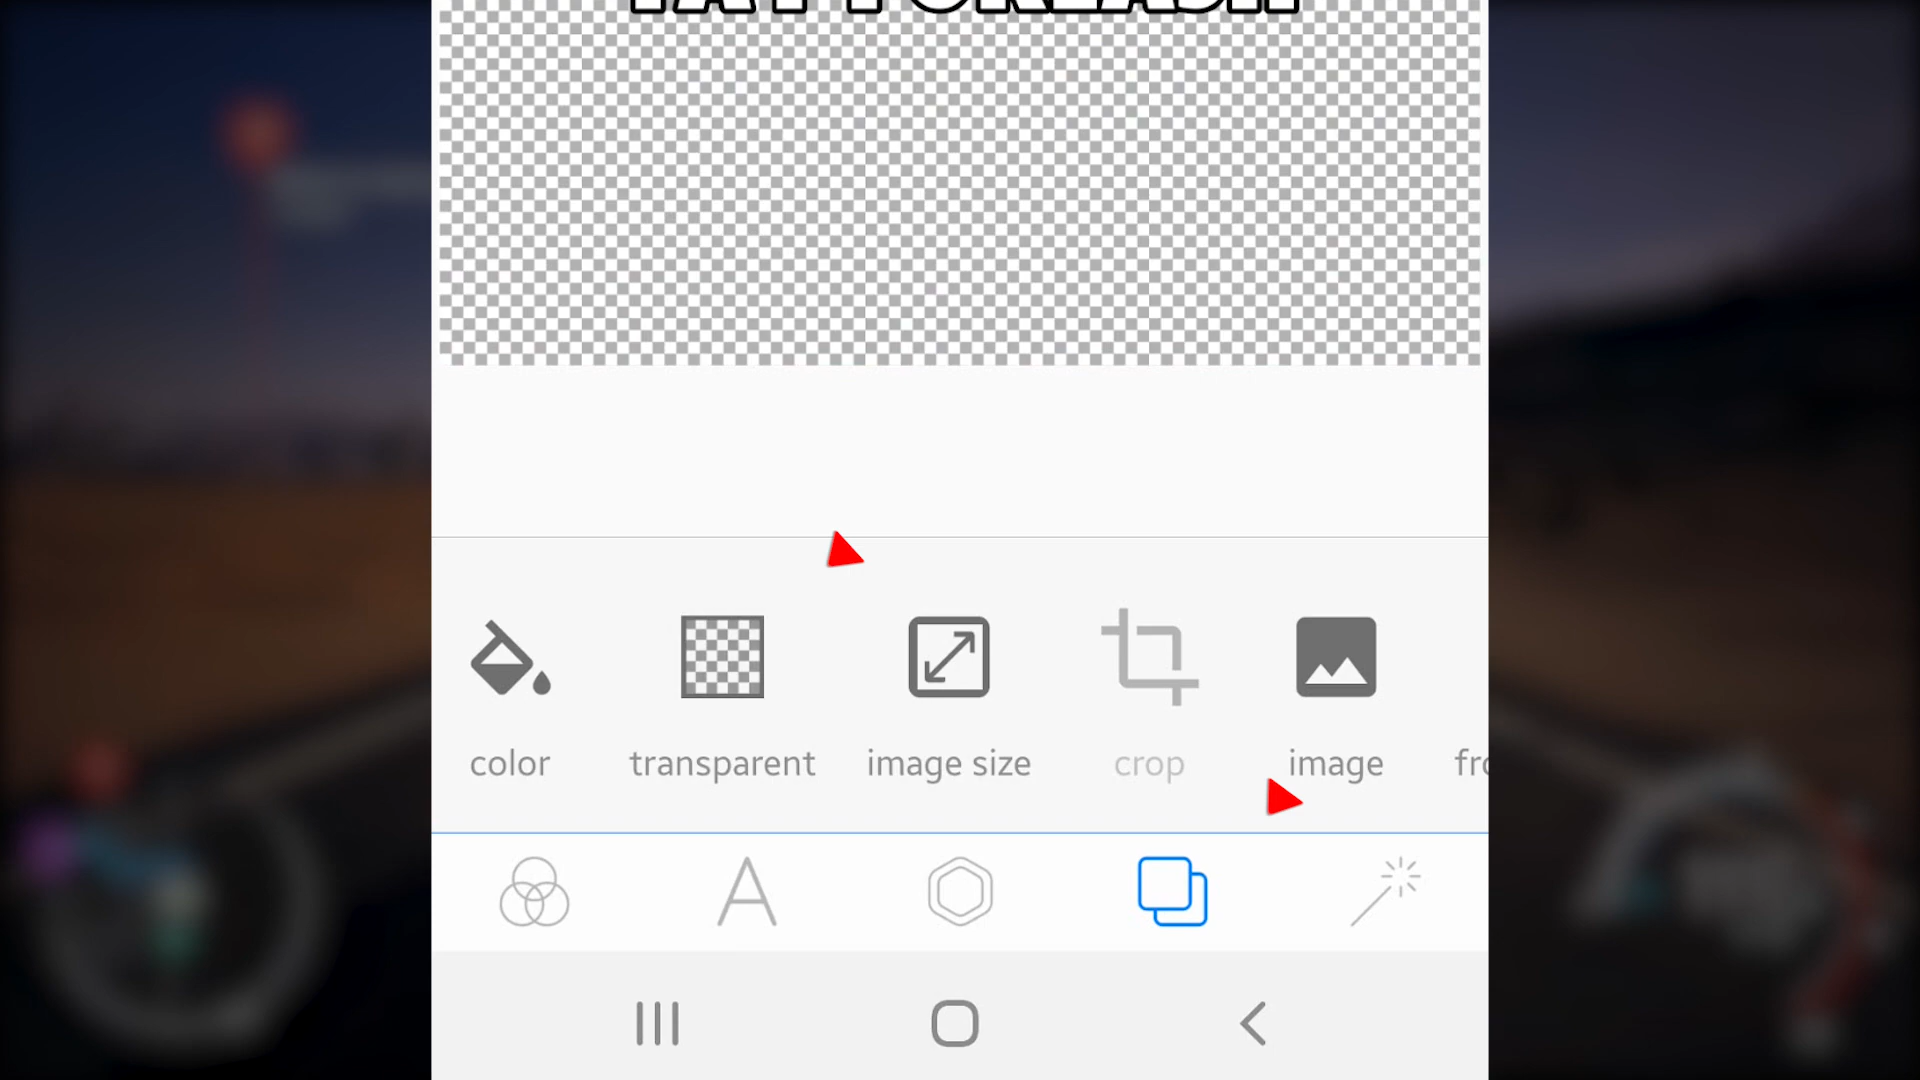 color
transparent
image size
crop
image